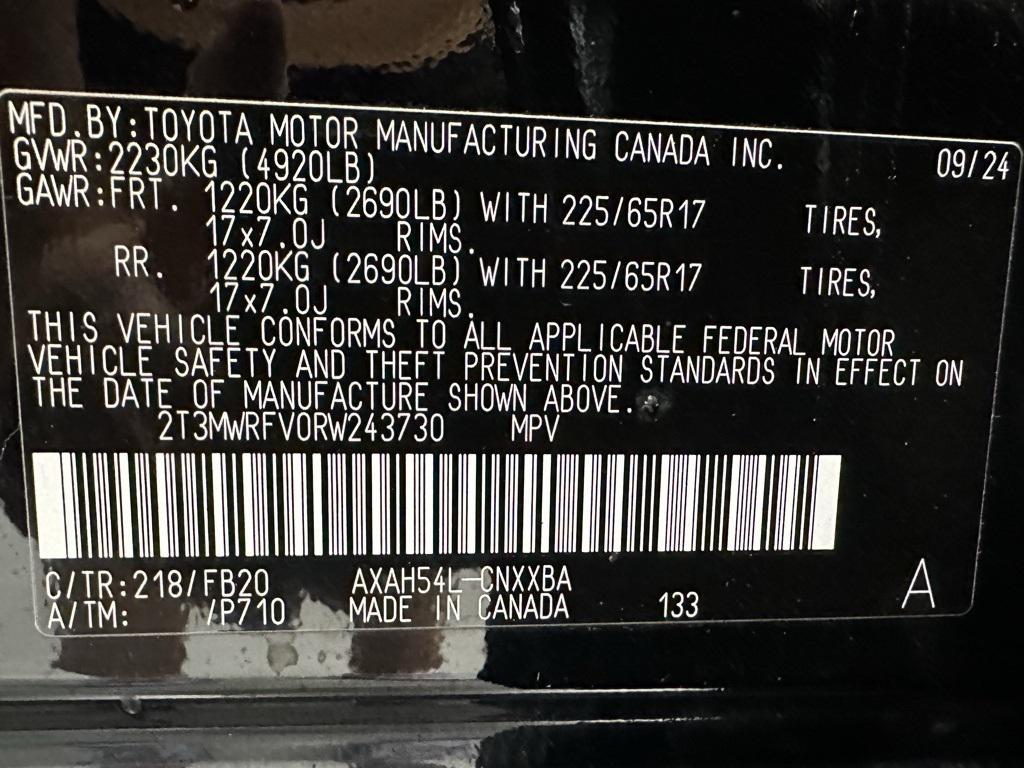 MFD.BY:TOYOTA MOTOR MANUFACTURING CANADA INC. 09/24
GVWR:2230KG (4920LB)
GAWR:FRT. 1220KG (2690LB) WITH 225/65R17 TIRES,
17x7.0J RIMS.
RR. 1220KG (2690LB) WITH 225/65R17 TIRES,
17x7.0J RIMS.
THIS VEHICLE CONFORMS TO ALL APPLICABLE FEDERAL MOTOR
VEHICLE SAFETY AND THEFT PREVENTION STANDARDS IN EFFECT ON
THE DATE OF MANUFACTURE SHOWN ABOVE.
2T3MWRFV0RW243730 MPV
C/TR:218/FB20 AXAH54L-CNXXBA A
A/TM: /P710 MADE IN CANADA 133